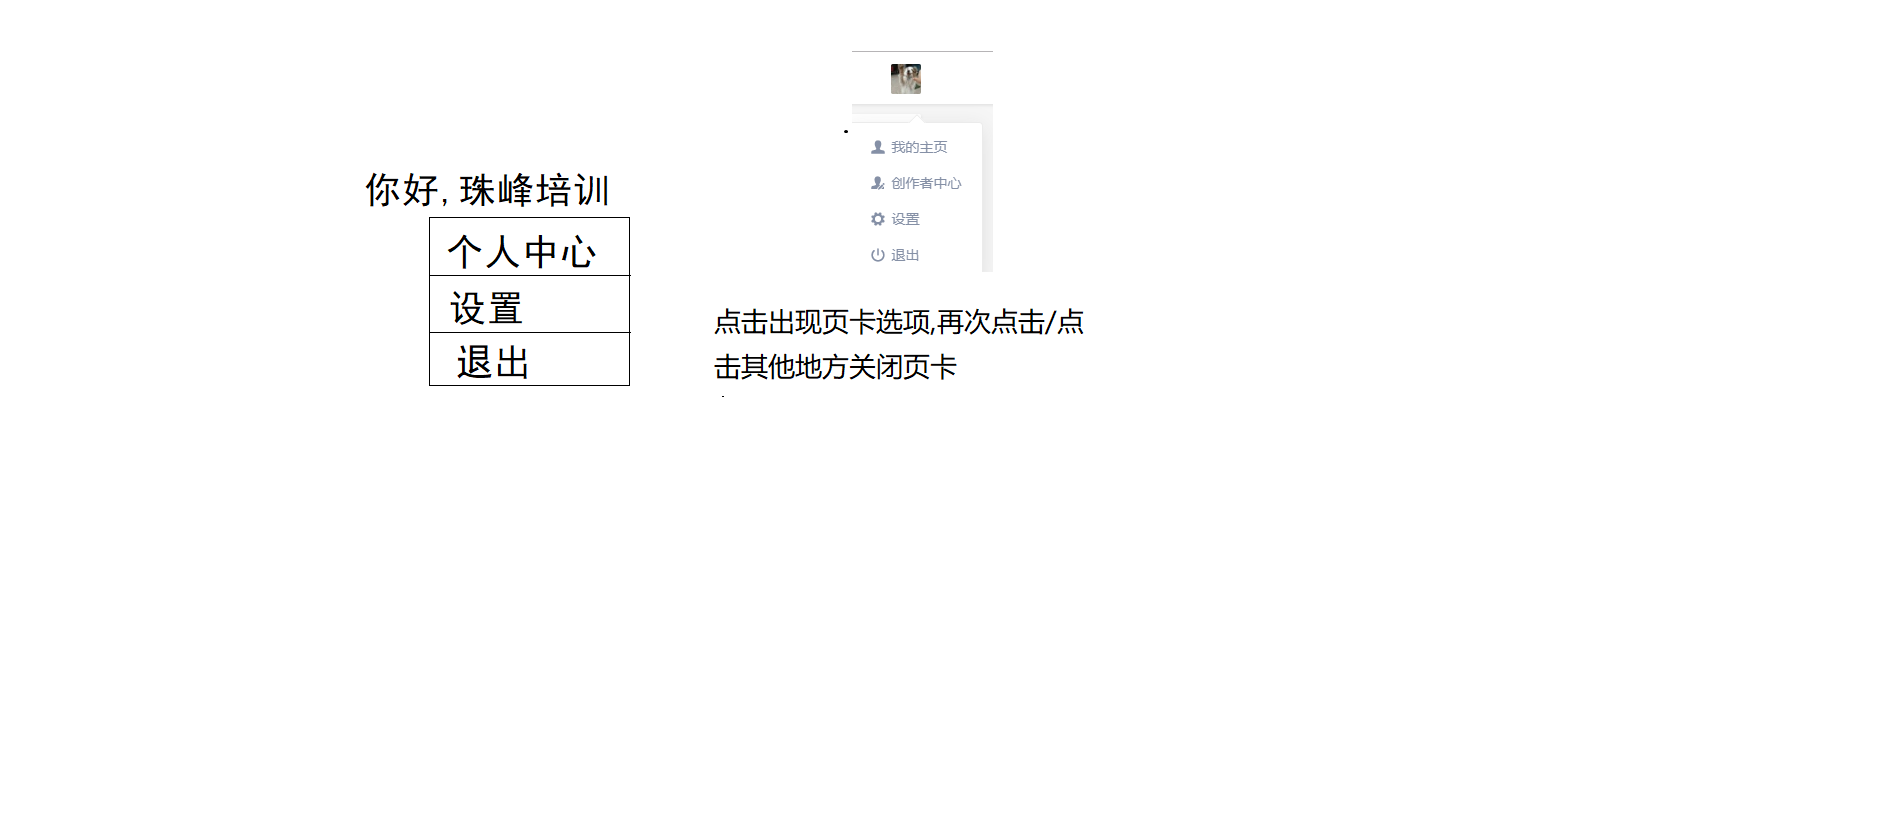 你好,珠峰培训
个人中心
设置
退出
我的主页
创作者中心
设置
退出
点击出现页卡选项,再次点击/点
击其他地方关闭页卡